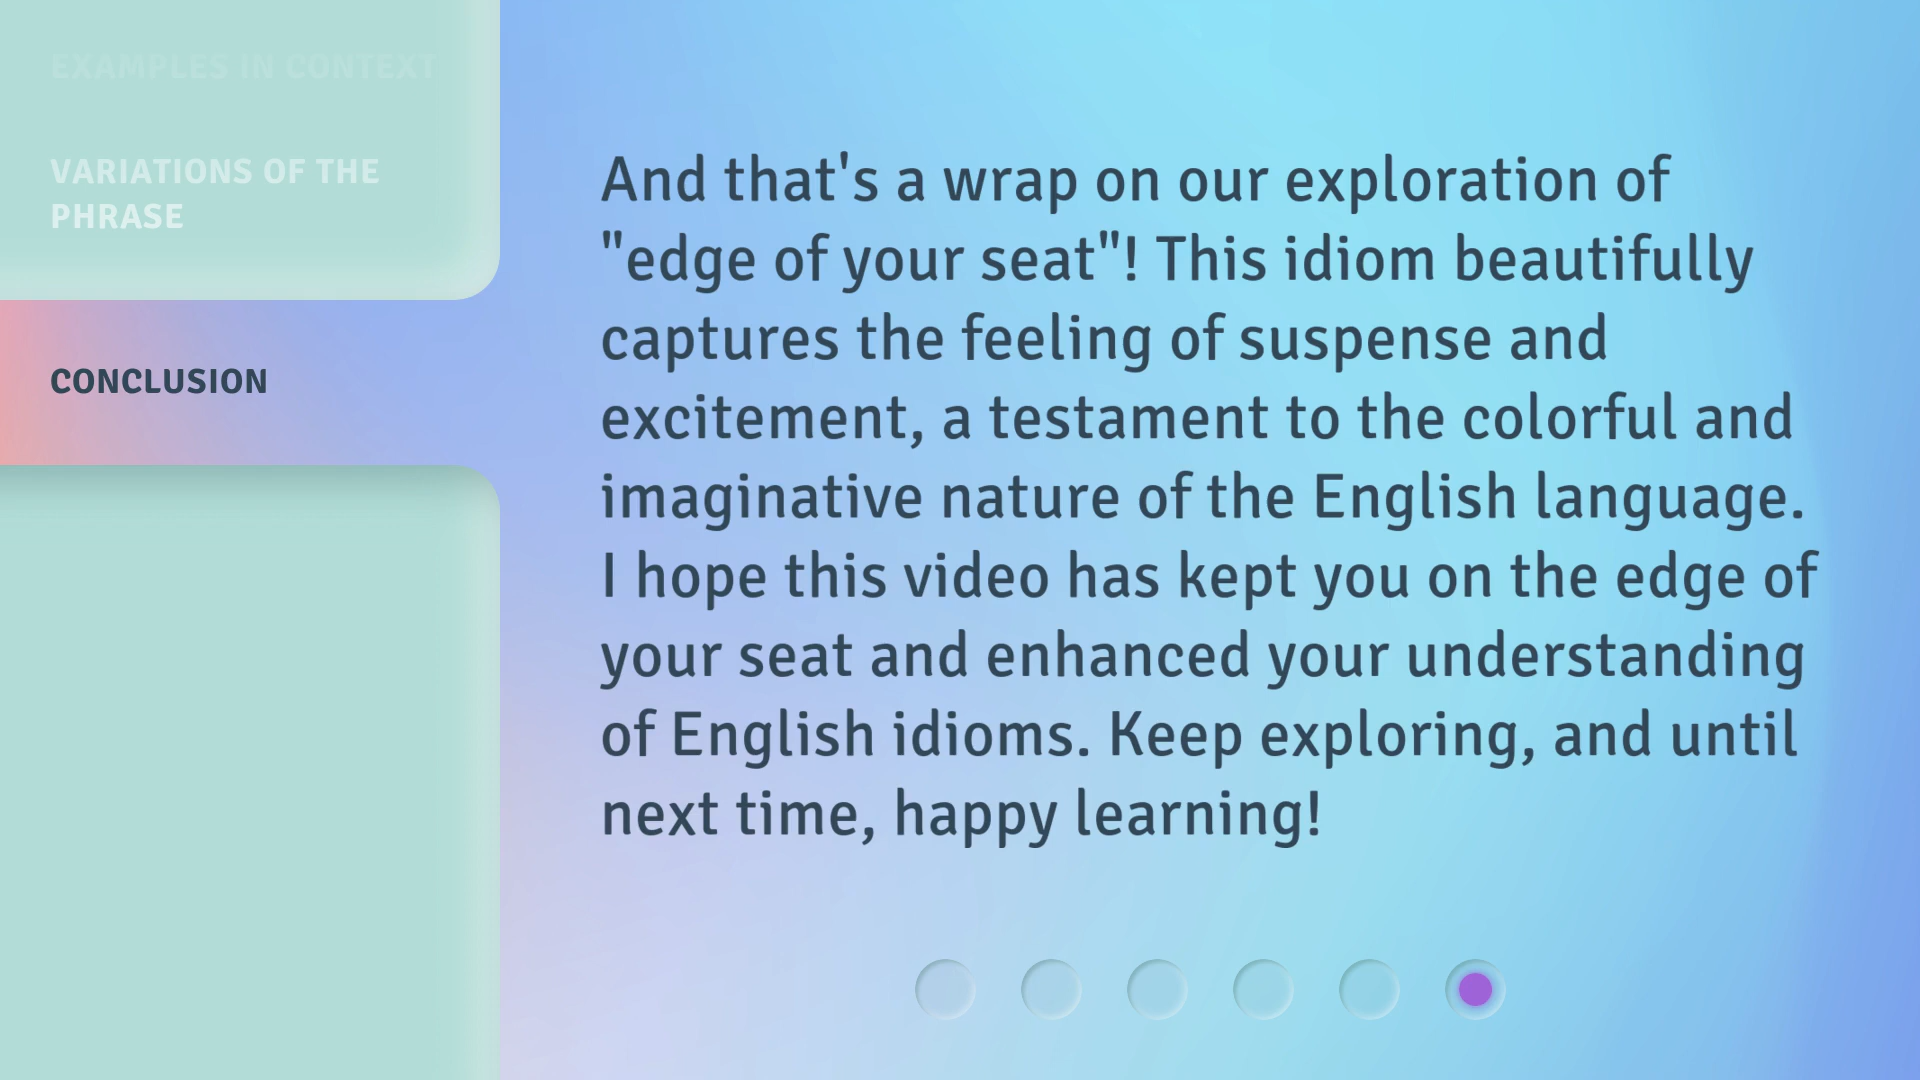 EXAMPLES IN CONTEXT
VARIATIONS OF THE
PHRASE
CONCLUSION
And that's a wrap on our exploration of
"edge of your seat"! This idiom beautifully
captures the feeling of suspense and
excitement, a testament to the colorful and
imaginative nature of the English language.
I hope this video has kept you on the edge of
your seat and enhanced your understanding
of English idioms. Keep exploring, and until
next time, happy learning!